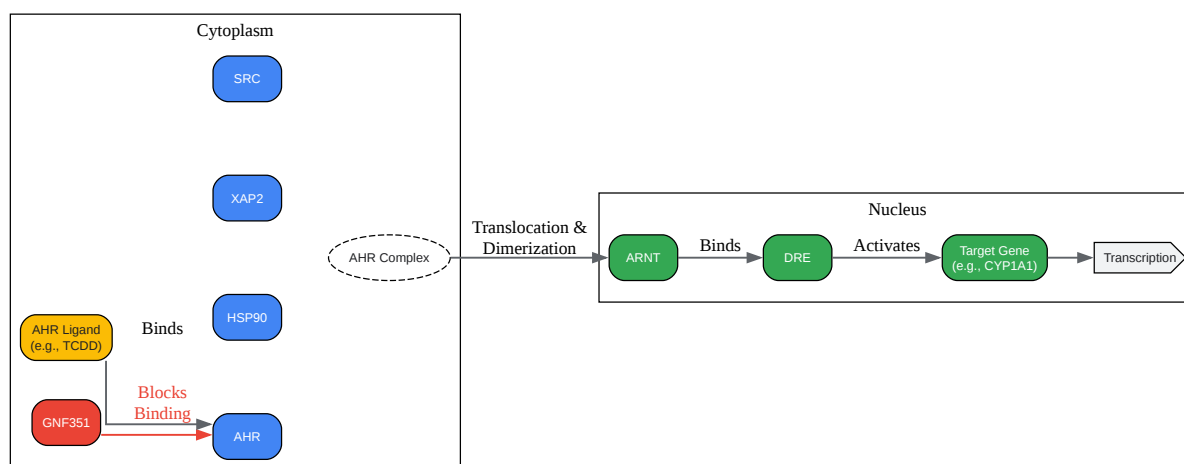 Cytoplasm
SRC
XAP2
AHR Complex
HSP90
AHR Ligand
(e.g., TCDD)
Binds
Blocks
Binding
GNF351
AHR
Translocation &
Dimerization
Nucleus
ARNT
Binds
DRE
Activates
Target Gene
(e.g., CYP1A1)
Transcription